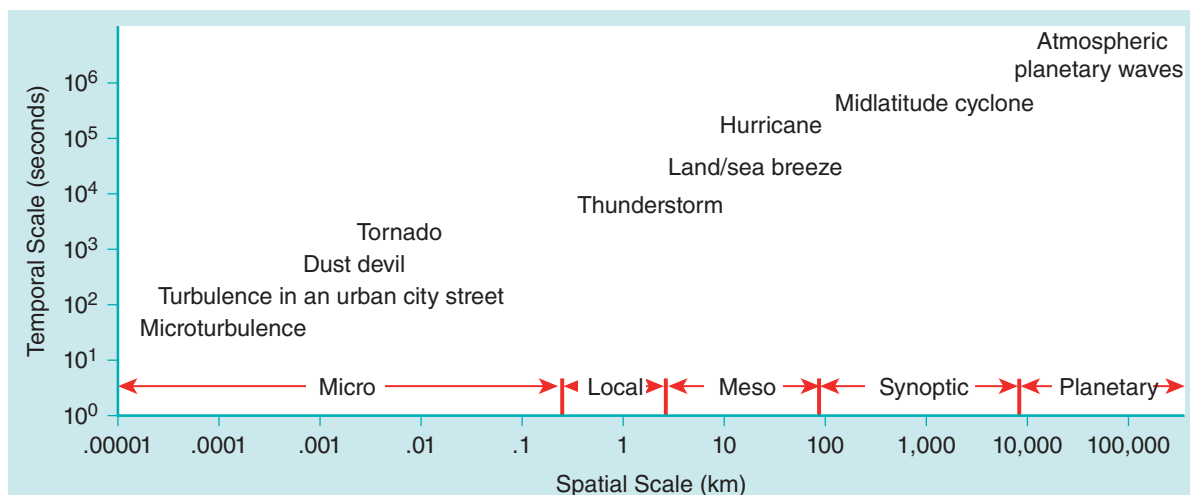 Temporal Scale (seconds)
10⁶
10⁵
10⁴
10³
10²
10¹
10⁰
Atmospheric
planetary waves
Midlatitude cyclone
Hurricane
Land/sea breeze
Thunderstorm
Tornado
Dust devil
Turbulence in an urban city street
Microturbulence
Micro Local Meso Synoptic Planetary
.00001 .0001 .001 .01 .1 1 10 100 1,000 10,000 100,000
Spatial Scale (km)